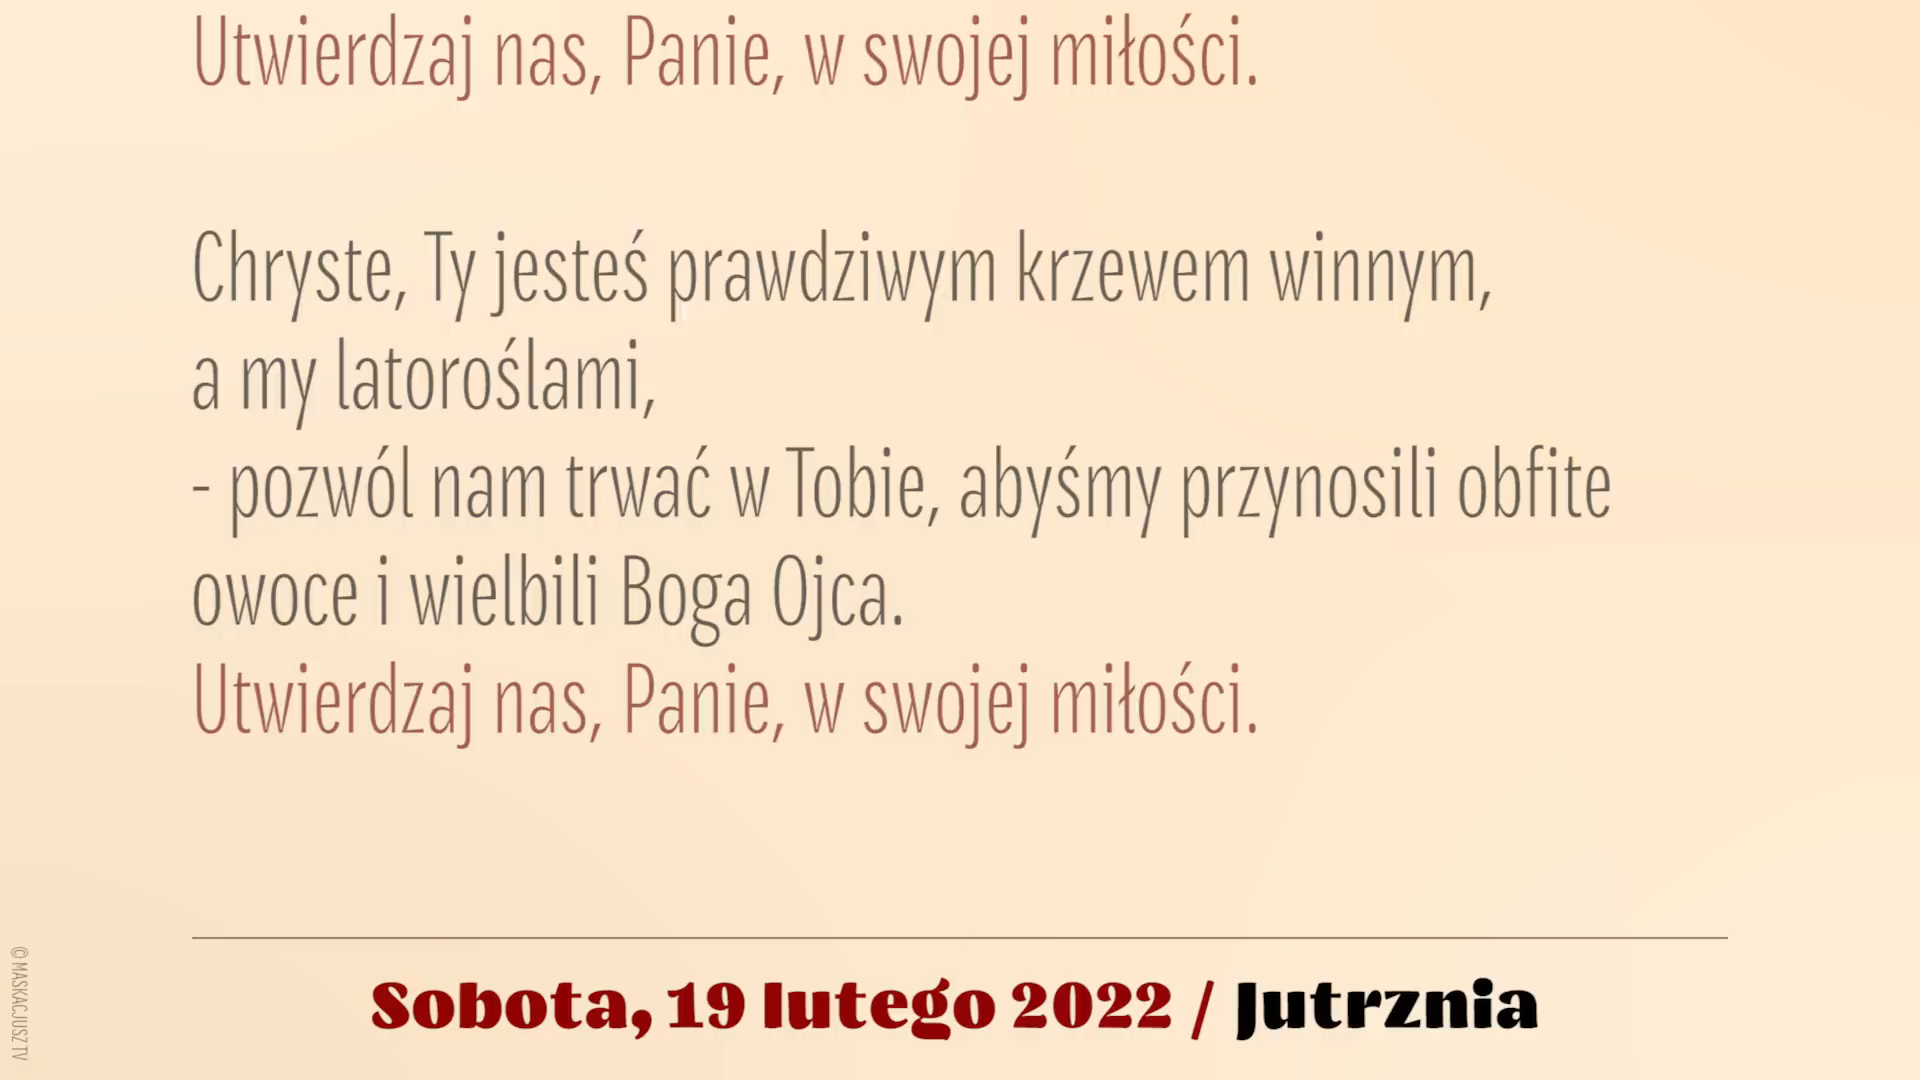 Utwierdzaj nas, Panie, w swojej miłości.
Chryste, Ty jesteś prawdziwym krzewem winnym,
a my latoroślami,
- pozwól nam trwać w Tobie, abyśmy przynosili obfite
owoce i wielbili Boga Ojca.
Utwierdzaj nas, Panie, w swojej miłości.
Sobota, 19 lutego 2022 / Jutrznia
© MASKACJUSZ TV